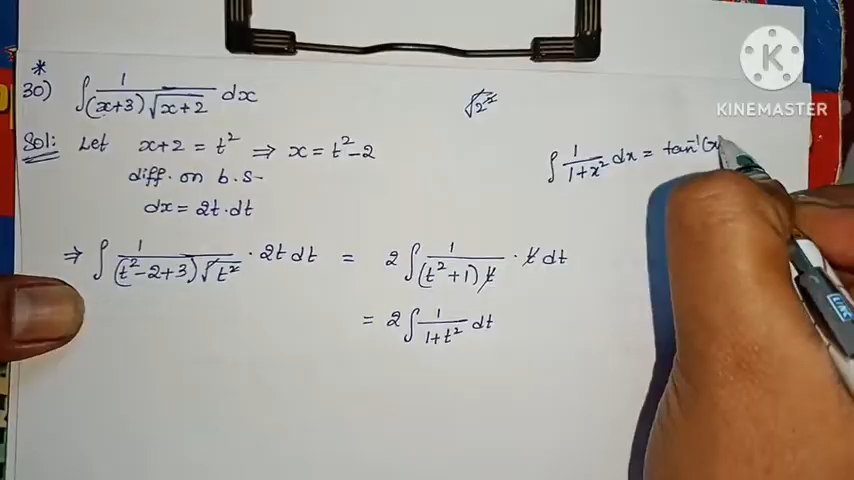 *
30) ∫ 1/((x+3)√(x+2)) dx
Sol: Let x+2 = t² ⇒ x = t²-2
diff. on b.s-
dx = 2t·dt
⇒ ∫ 1/((t²-2+3)√t²) · 2t dt = 2∫ 1/((t²+1)t) · t dt
= 2∫ 1/(1+t²) dt
∫ 1/(1+x²) dx = tan⁻¹(x
K
KINEMASTER
LINC